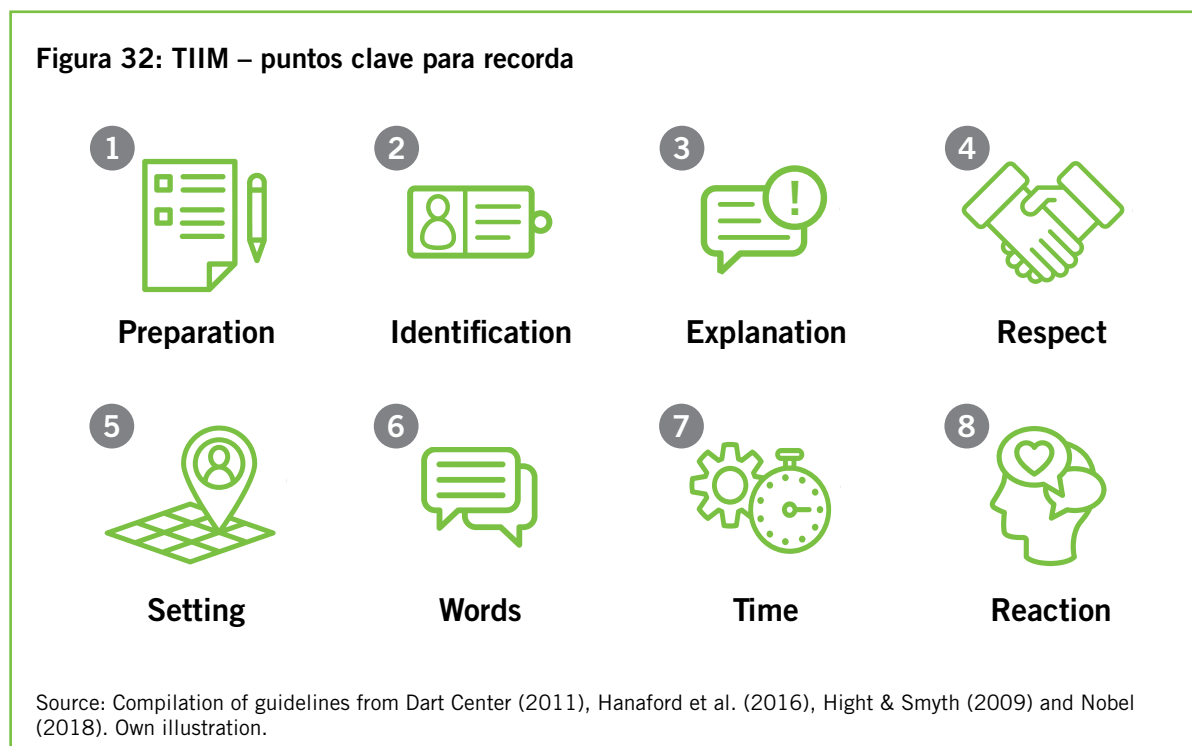 Figura 32: TIIM – puntos clave para recorda
1
2
3
4
Preparation
Identification
Explanation
Respect
5
6
7
8
Setting
Words
Time
Reaction
Source: Compilation of guidelines from Dart Center (2011), Hanaford et al. (2016), Hight & Smyth (2009) and Nobel
(2018). Own illustration.